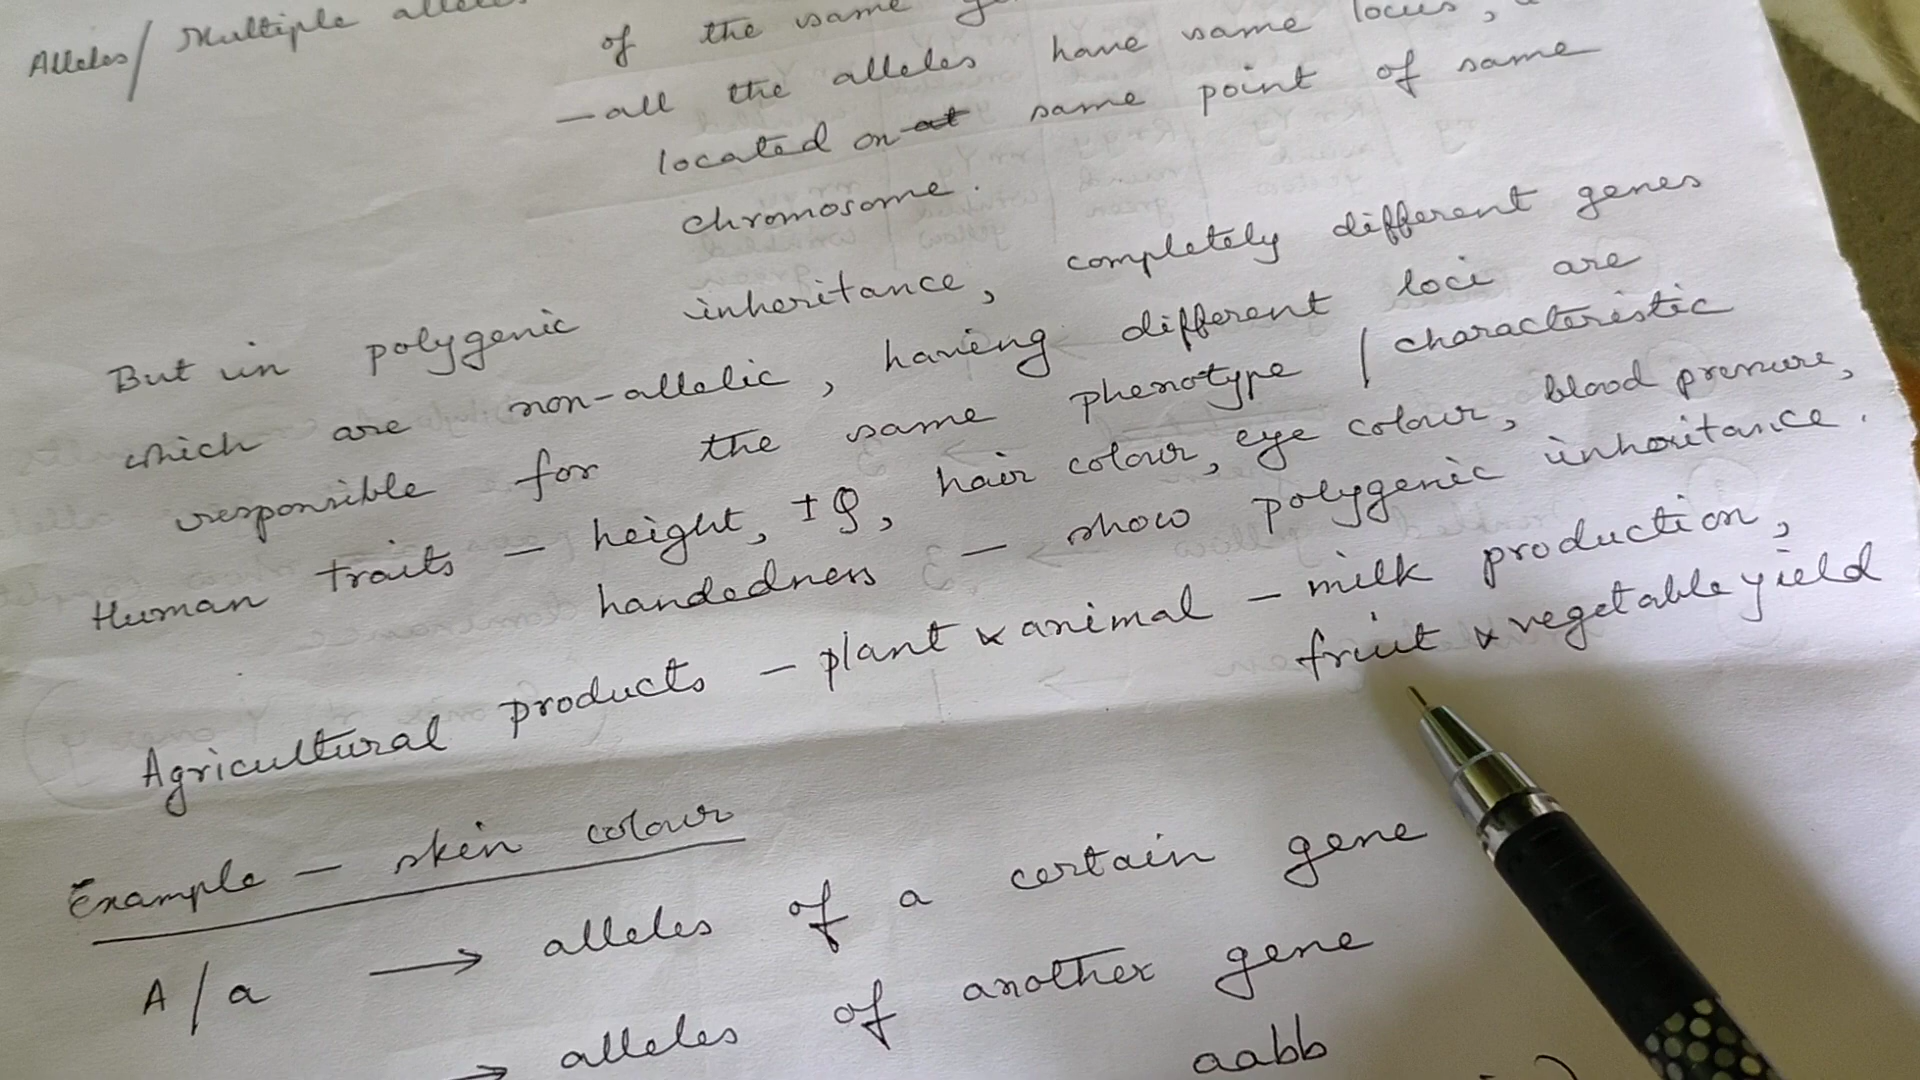 Alleles/ Multiple alleles
of the same
— all the alleles have same locus,
located on at same point of same
chromosome.
But in polygenic inheritance, completely different genes
which are non-allelic, having different loci are
responsible for the same phenotype / characteristic
Human traits — height, IQ, hair colour, eye colour, blood pressure,
handedness — show polygenic inheritance.
Agricultural products — plant & animal — milk production,
fruit & vegetable yield
Example — skin colour
A/a → alleles of a certain gene
→ alleles of another gene
aabb